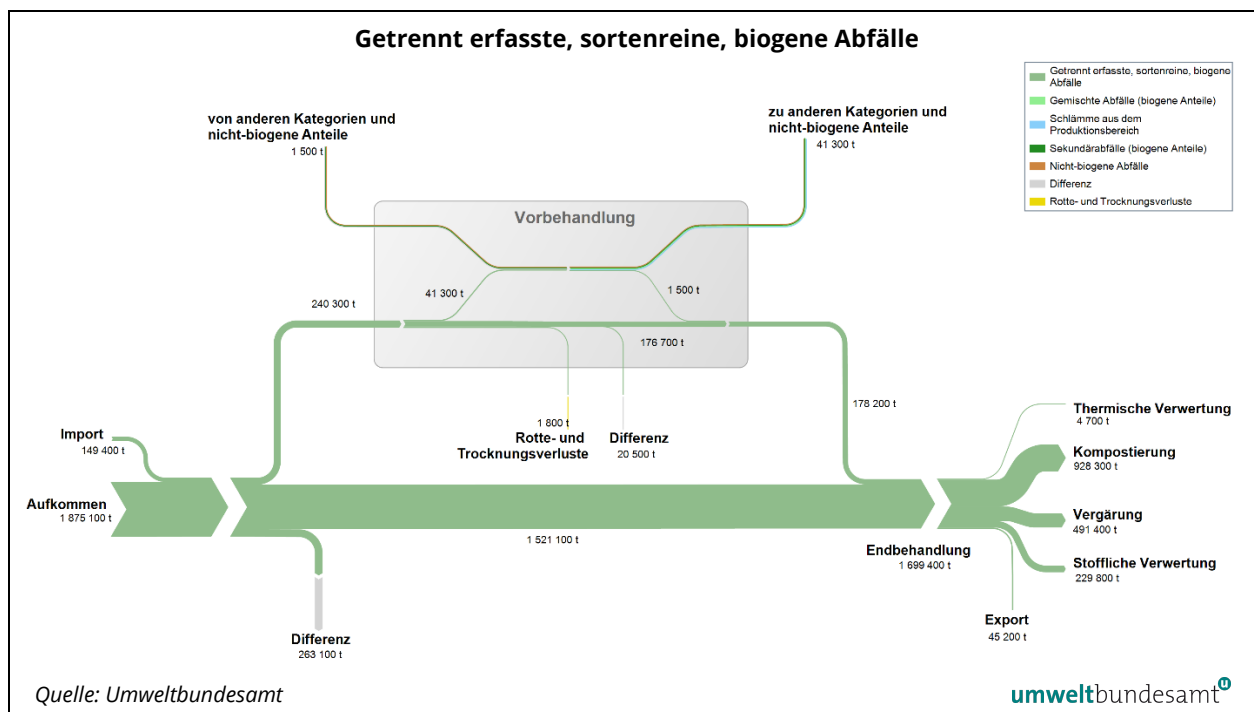 Getrennt erfasste, sortenreine, biogene Abfälle
Getrennt erfasste, sortenreine, biogene
Abfälle
Gemischte Abfälle (biogene Anteile)
Schlämme aus dem
Produktionsbereich
Sekundärabfälle (biogene Anteile)
Nicht-biogene Abfälle
Differenz
Rotte- und Trocknungsverluste
von anderen Kategorien und
nicht-biogene Anteile
1 500 t
zu anderen Kategorien und
nicht-biogene Anteile
41 300 t
Vorbehandlung
240 300 t
41 300 t
1 500 t
176 700 t
178 200 t
1 800 t
Rotte- und
Trocknungsverluste
Differenz
20 500 t
Import
149 400 t
Aufkommen
1 875 100 t
1 521 100 t
Differenz
263 100 t
Endbehandlung
1 699 400 t
Thermische Verwertung
4 700 t
Kompostierung
928 300 t
Vergärung
491 400 t
Stoffliche Verwertung
229 800 t
Export
45 200 t
Quelle: Umweltbundesamt
umweltbundesamt u